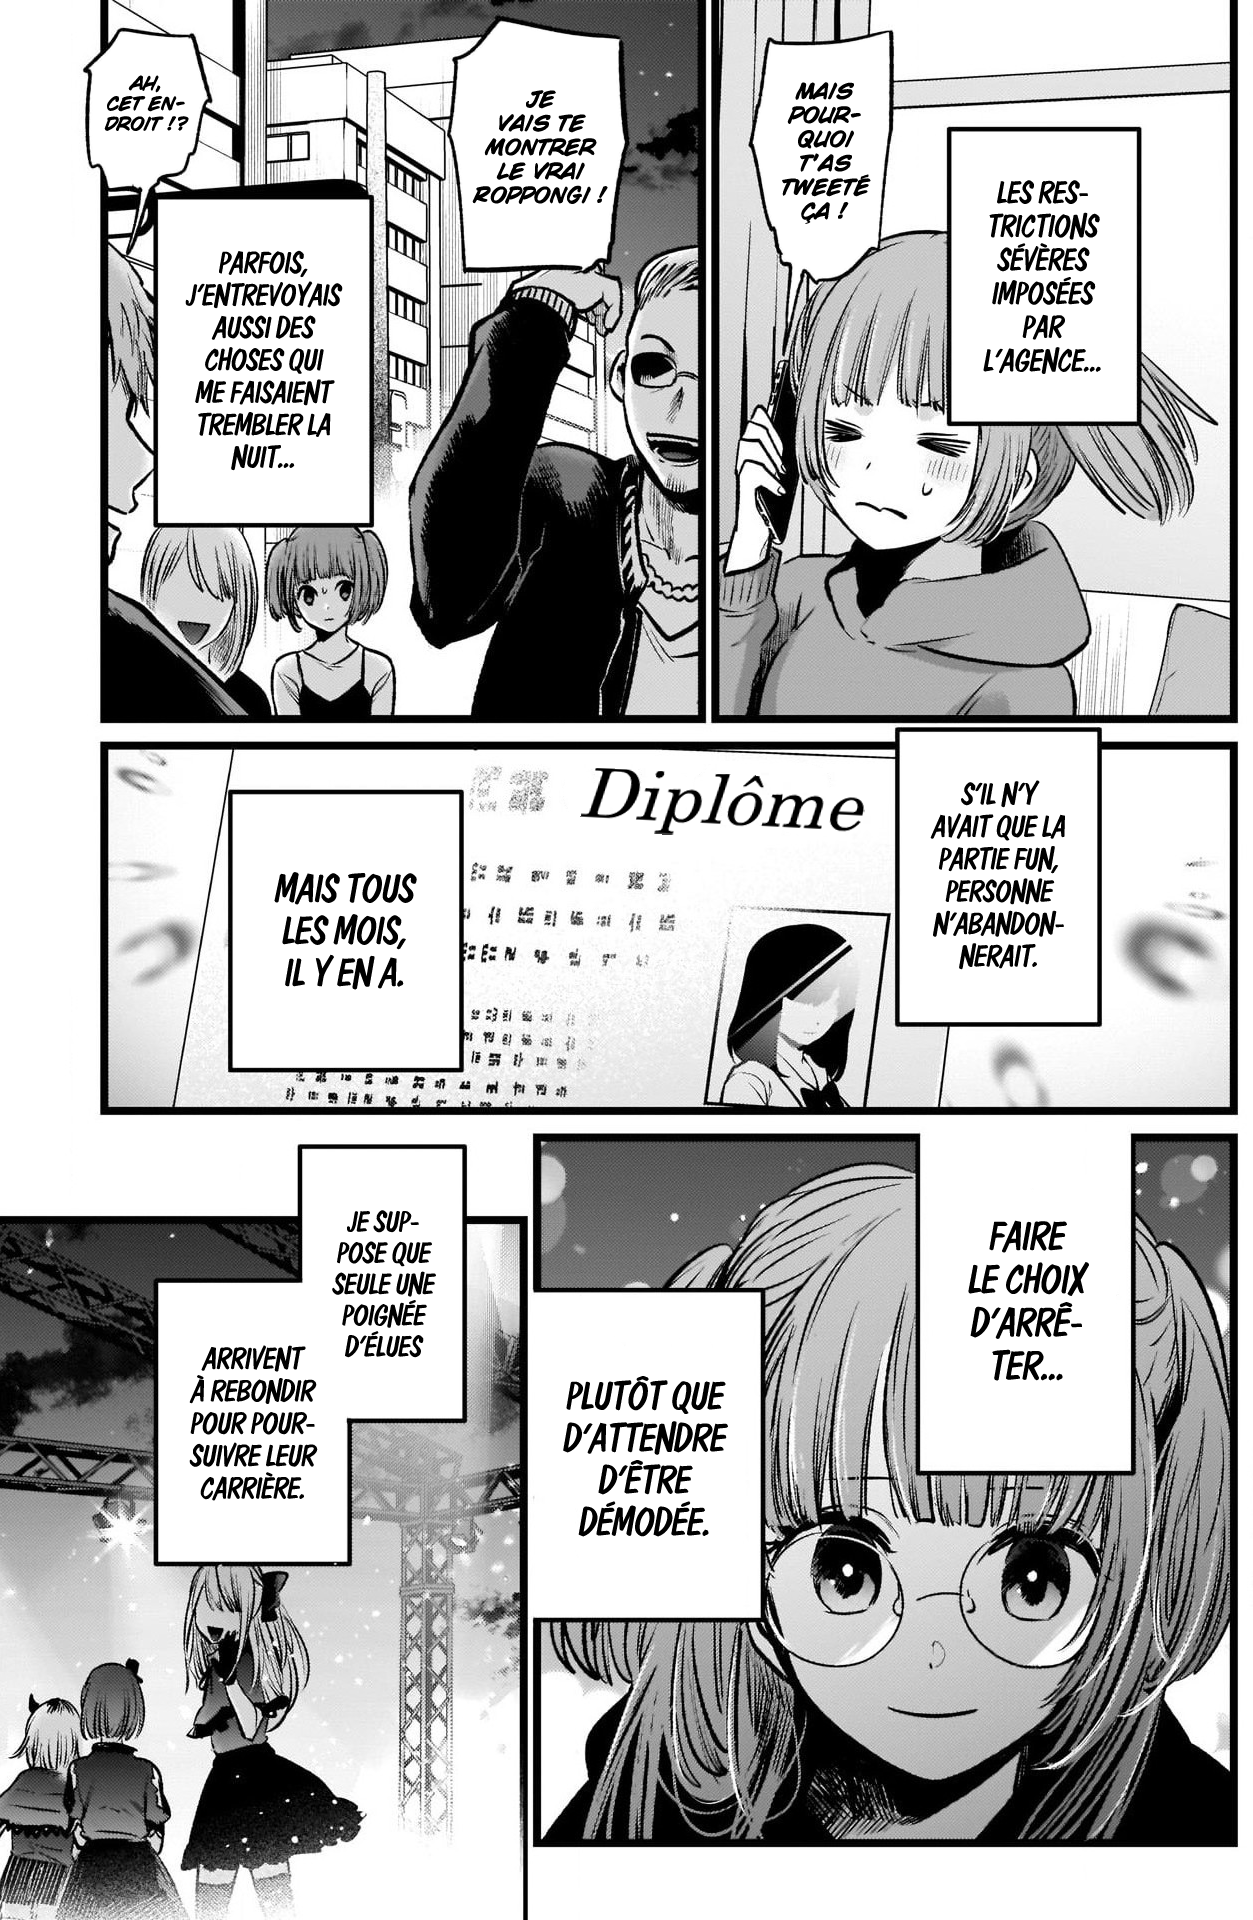 LES RES-
TRICTIONS
SÉVÈRES
IMPOSÉES
PAR
L'AGENCE...
MAIS
POUR-
QUOI
T'AS
TWEETÉ
ÇA !
JE
VAIS TE
MONTRER
LE VRAI
ROPPONGI !
PARFOIS,
J'ENTREVOYAIS
AUSSI DES
CHOSES QUI
ME FAISAIENT
TREMBLER LA
NUIT...
AH,
CET EN-
DROIT !?
S'IL N'Y
AVAIT QUE LA
PARTIE FUN,
PERSONNE
N'ABANDON-
NERAIT.
Diplôme
MAIS TOUS
LES MOIS,
IL Y EN A.
FAIRE
LE CHOIX
D'ARRÊ-
TER...
PLUTÔT QUE
D'ATTENDRE
D'ÊTRE
DÉMODÉE.
JE SUP-
POSE QUE
SEULE UNE
POIGNÉE
D'ÉLUES
ARRIVENT
À REBONDIR
POUR POUR-
SUIVRE LEUR
CARRIÈRE.